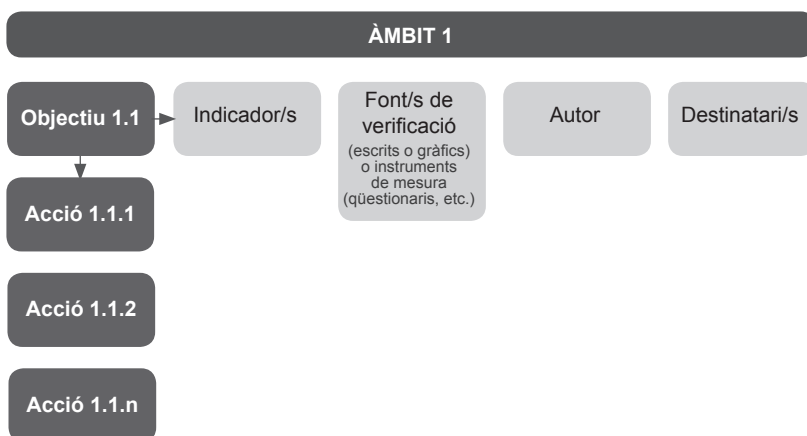 ÀMBIT 1
Objectiu 1.1
Indicador/s
Font/s de
verificació
(escrits o gràfics)
o instruments
de mesura
(qüestionaris, etc.)
Autor
Destinatari/s
Acció 1.1.1
Acció 1.1.2
Acció 1.1.n